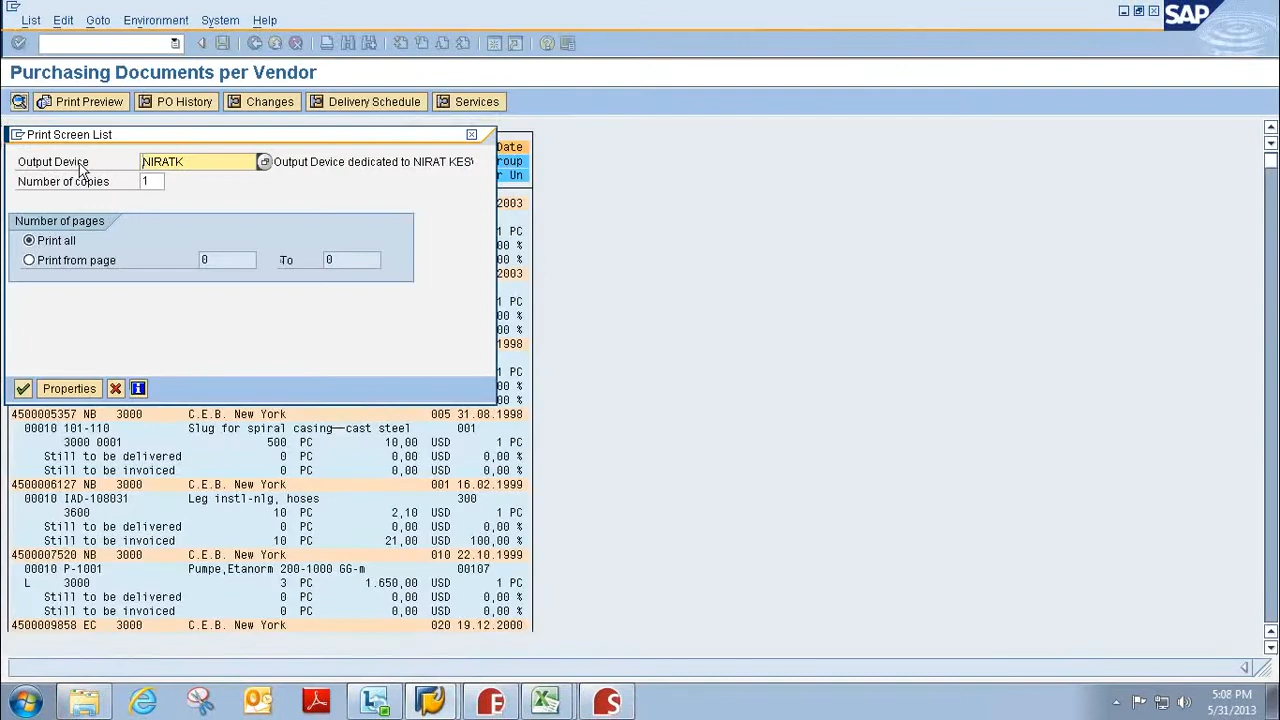 List Edit Goto Environment System Help
SAP
Purchasing Documents per Vendor
Print Preview PO History Changes Delivery Schedule Services
Print Screen List
Output Device NIRATK Output Device dedicated to NIRAT KES
Number of copies 1
Number of pages
Print all
Print from page 0 To 0
Properties
Date
roup
r Un
2003
1 PC
00 %
00 %
2003
1 PC
00 %
00 %
1998
1 PC
00 %
00 %
4500005357 NB 3000 C.E.B. New York 005 31.08.1998
00010 101-110 Slug for spiral casing—cast steel 001
3000 0001 500 PC 10,00 USD 1 PC
Still to be delivered 0 PC 0,00 USD 0,00 %
Still to be invoiced 0 PC 0,00 USD 0,00 %
4500006127 NB 3000 C.E.B. New York 001 16.02.1999
00010 IAD-108031 Leg instl-nlg, hoses 300
3600 10 PC 2,10 USD 1 PC
Still to be delivered 0 PC 0,00 USD 0,00 %
Still to be invoiced 10 PC 21,00 USD 100,00 %
4500007520 NB 3000 C.E.B. New York 010 22.10.1999
00010 P-1001 Pumpe,Etanorm 200-1000 GG-m 00107
L 3000 3 PC 1.650,00 USD 1 PC
Still to be delivered 0 PC 0,00 USD 0,00 %
Still to be invoiced 0 PC 0,00 USD 0,00 %
4500009858 EC 3000 C.E.B. New York 020 19.12.2000
5:08 PM
5/31/2013